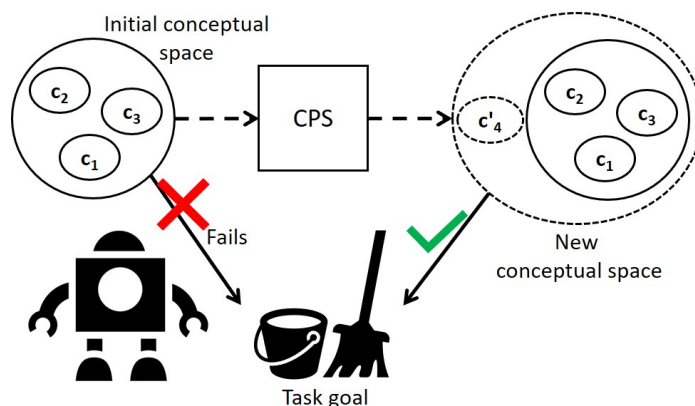 Initial conceptual
space
c₂
c₃
c₁
CPS
c'₄
c₂
c₃
c₁
Fails
New
conceptual space
Task goal